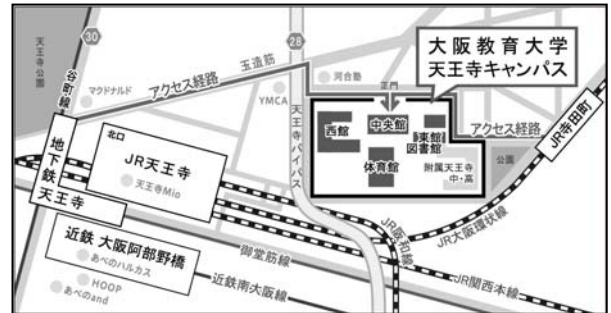 天王寺公園
30
谷町線
マクドナルド
アクセス経路
玉造筋
28
YMCA
天王寺バイパス
河合塾
正門
大阪教育大学
天王寺キャンパス
西館
中央館
東館
図書館
体育館
附属天王寺
中・高
アクセス経路
公園
JR寺田町
地下鉄
天王寺
北口
JR天王寺
天王寺Mio
近鉄 大阪阿部野橋
あべのハルカス
HOOP
あべのand
御堂筋線
近鉄南大阪線
JR阪和線
JR大阪環状線
JR関西本線